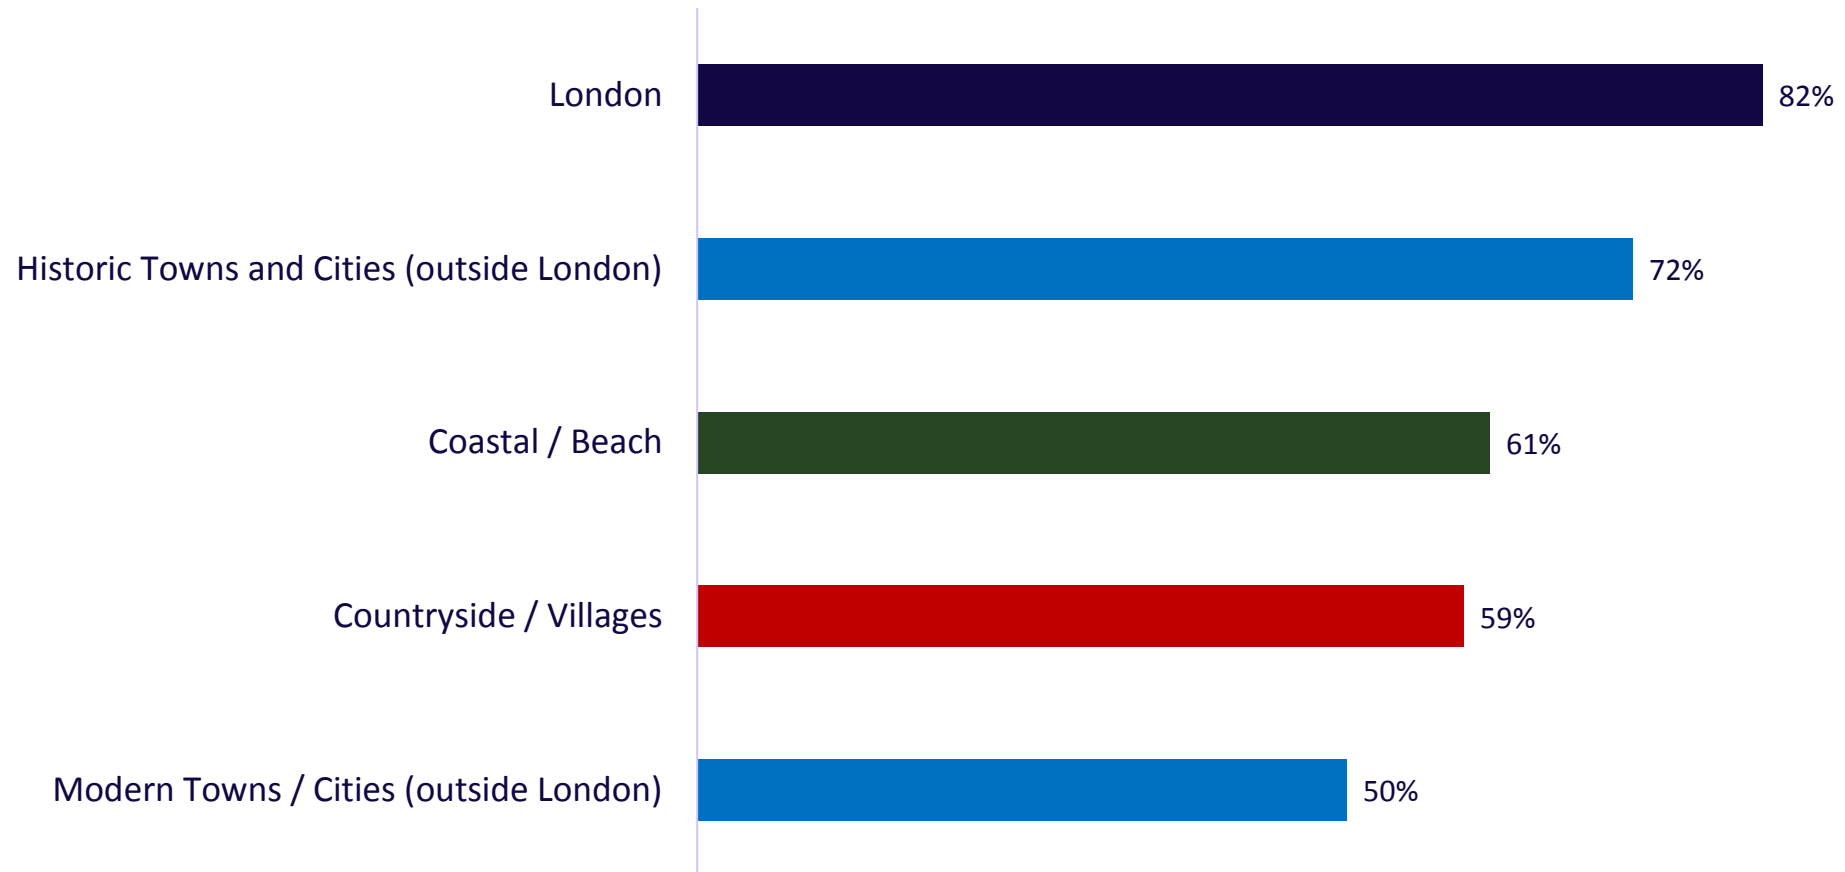 London
82%
Historic Towns and Cities (outside London)
72%
Coastal / Beach
61%
Countryside / Villages
59%
Modern Towns / Cities (outside London)
50%